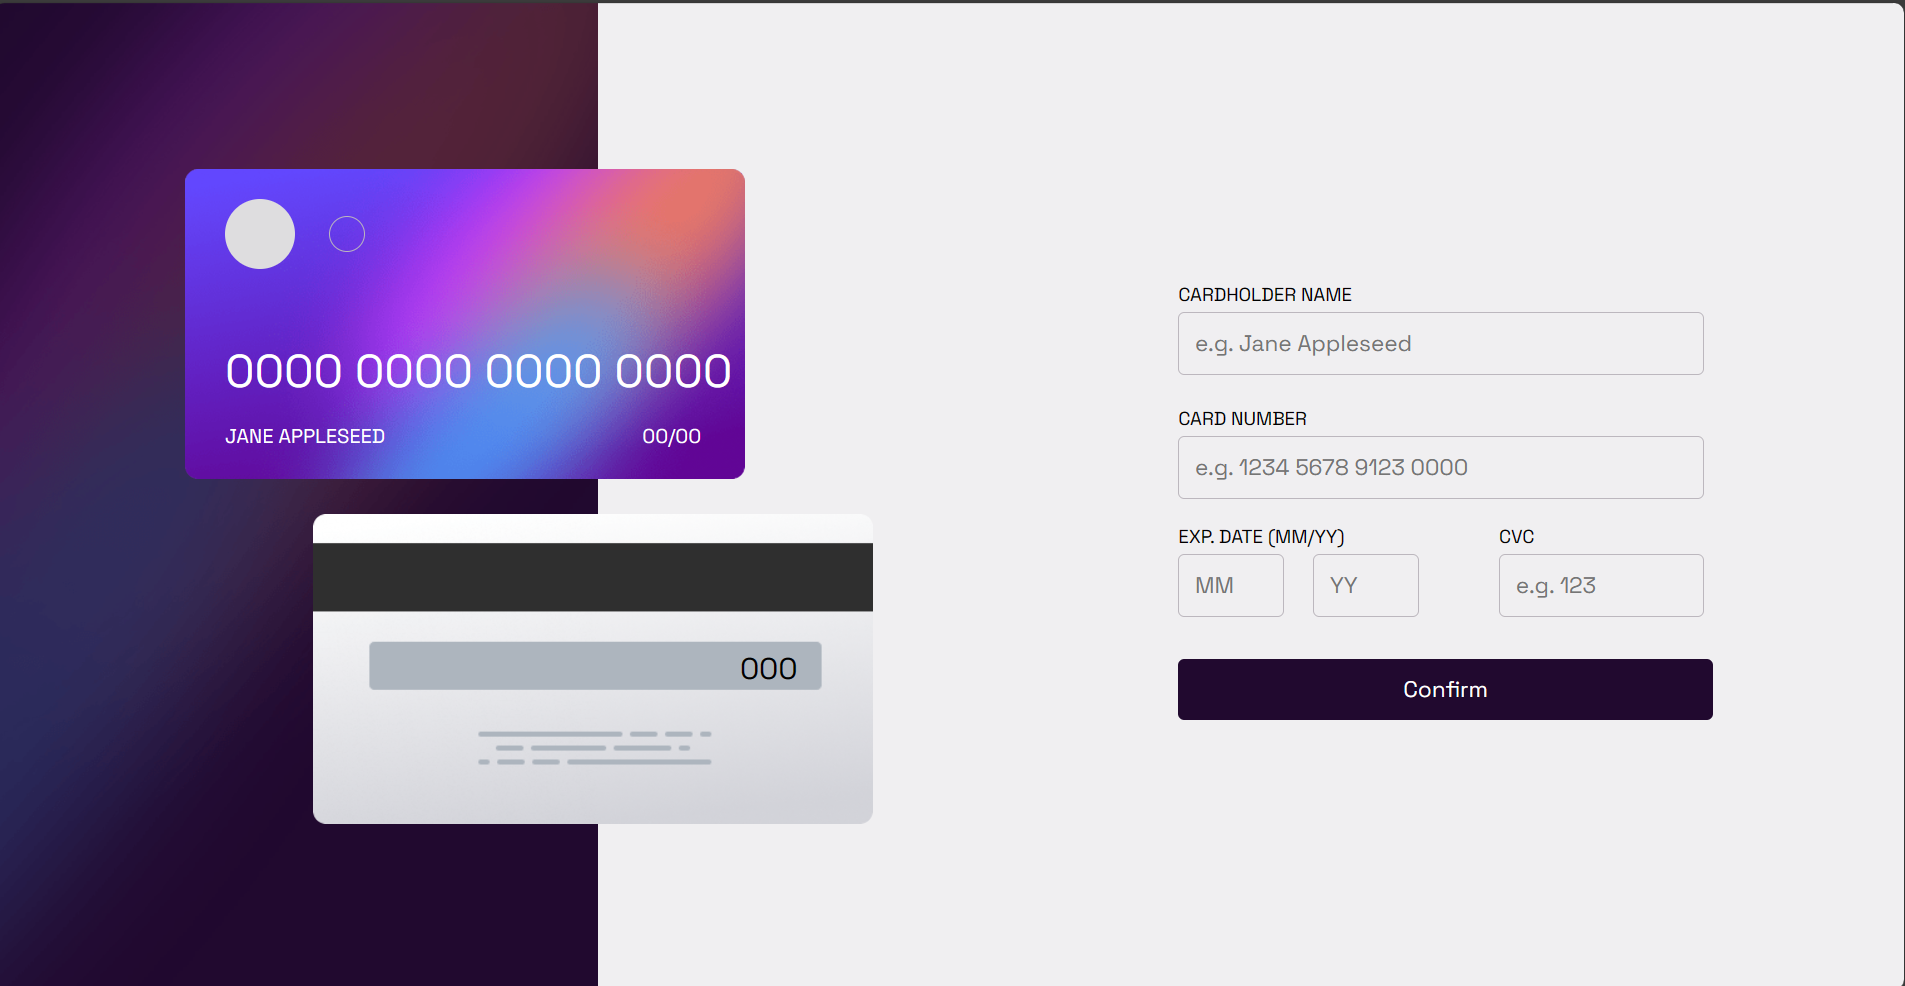 0000 0000 0000 0000
JANE APPLESEED 00/00
000
CARDHOLDER NAME
e.g. Jane Appleseed
CARD NUMBER
e.g. 1234 5678 9123 0000
EXP. DATE (MM/YY) CVC
MM YY e.g. 123
Confirm